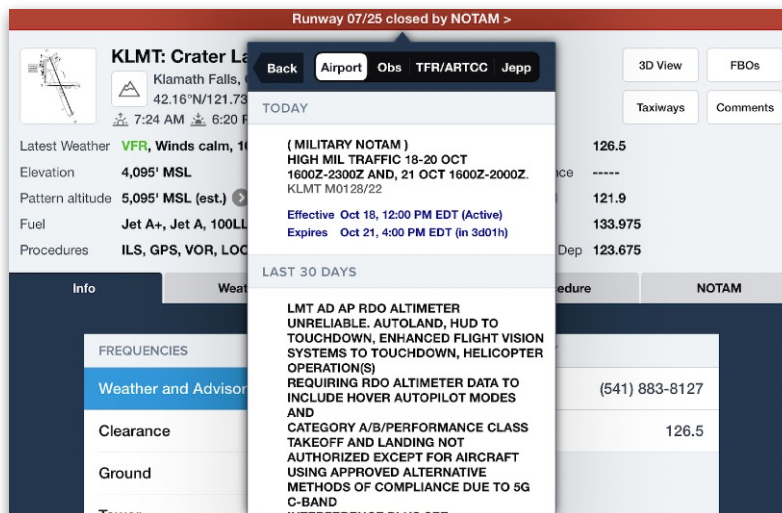 Runway 07/25 closed by NOTAM >
KLMT: Crater La
Klamath Falls,
42.16°N/121.73
7:24 AM 6:20
3D View
FBOs
Taxiways
Comments
Back
Airport
Obs
TFR/ARTCC
Jepp
Latest Weather VFR, Winds calm,
Elevation 4,095' MSL
Pattern altitude 5,095' MSL (est.)
Fuel Jet A+, Jet A, 100LL
Procedures ILS, GPS, VOR, LOC
126.5
-----
121.9
133.975
Dep 123.675
TODAY
( MILITARY NOTAM )
HIGH MIL TRAFFIC 18-20 OCT
1600Z-2300Z AND, 21 OCT 1600Z-2000Z.
KLMT M0128/22
Effective Oct 18, 12:00 PM EDT (Active)
Expires Oct 21, 4:00 PM EDT (in 3d01h)
LAST 30 DAYS
LMT AD AP RDO ALTIMETER
UNRELIABLE. AUTOLAND, HUD TO
TOUCHDOWN, ENHANCED FLIGHT VISION
SYSTEMS TO TOUCHDOWN, HELICOPTER
OPERATION(S)
REQUIRING RDO ALTIMETER DATA TO
INCLUDE HOVER AUTOPILOT MODES
AND
CATEGORY A/B/PERFORMANCE CLASS
TAKEOFF AND LANDING NOT
AUTHORIZED EXCEPT FOR AIRCRAFT
USING APPROVED ALTERNATIVE
METHODS OF COMPLIANCE DUE TO 5G
C-BAND
Info
Weat
edure
NOTAM
FREQUENCIES
Weather and Advisor
(541) 883-8127
Clearance
126.5
Ground